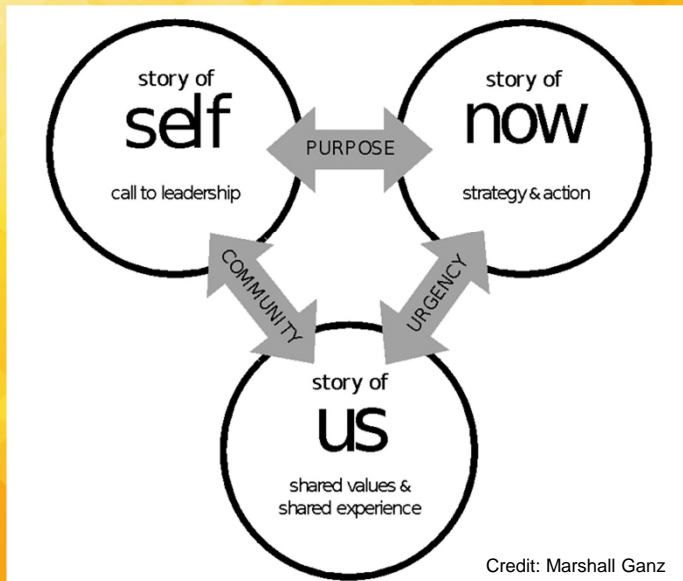 story of
self
call to leadership
PURPOSE
story of
now
strategy & action
COMMUNITY
URGENCY
story of
us
shared values &
shared experience
Credit: Marshall Ganz